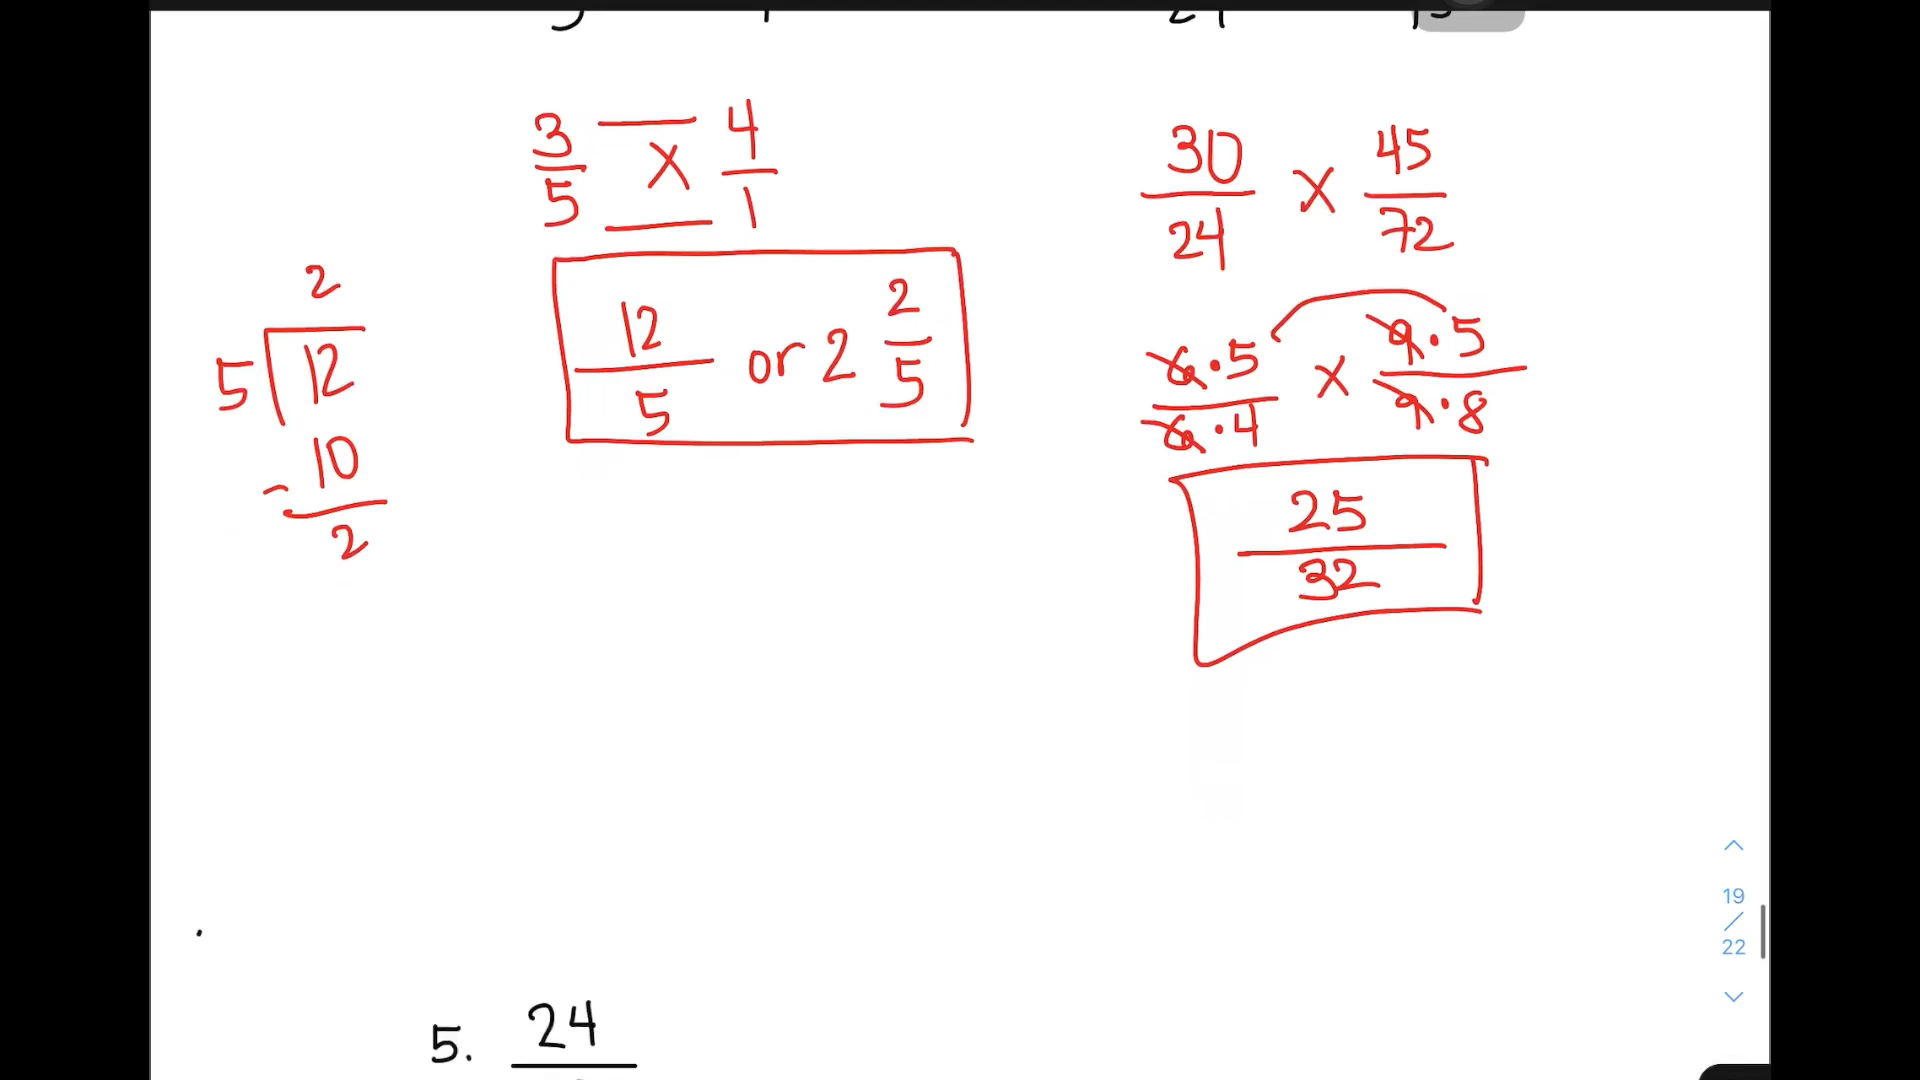 3/5 × 4/1
12/5 or 2 2/5
2
5 12
- 10
2
30/24 × 45/72
6·5/6·4 × 9·5/9·8
25/32
5. 24
19
/
22